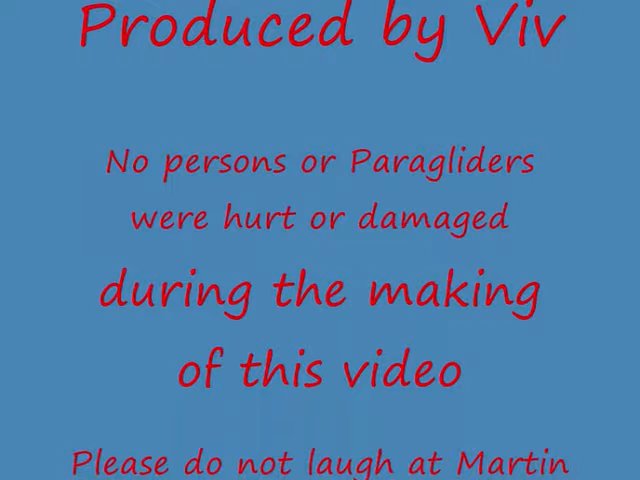 Produced by Viv
No persons or Paragliders
were hurt or damaged
during the making
of this video
Please do not laugh at Martin